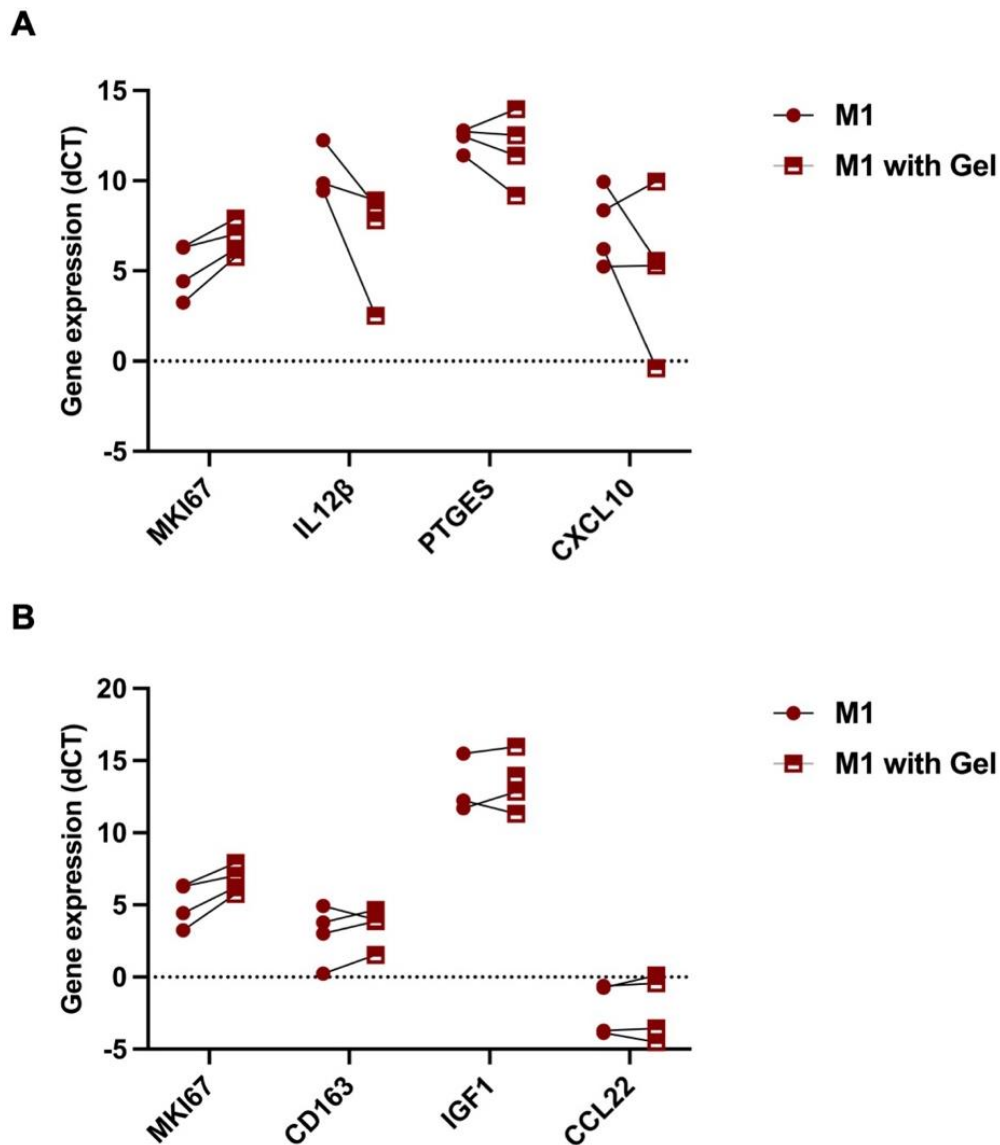 A
Gene expression (dCT)
15
10
5
0
-5
MKI67
IL12β
PTGES
CXCL10
M1
M1 with Gel
B
Gene expression (dCT)
20
15
10
5
0
-5
MKI67
CD163
IGF1
CCL22
M1
M1 with Gel